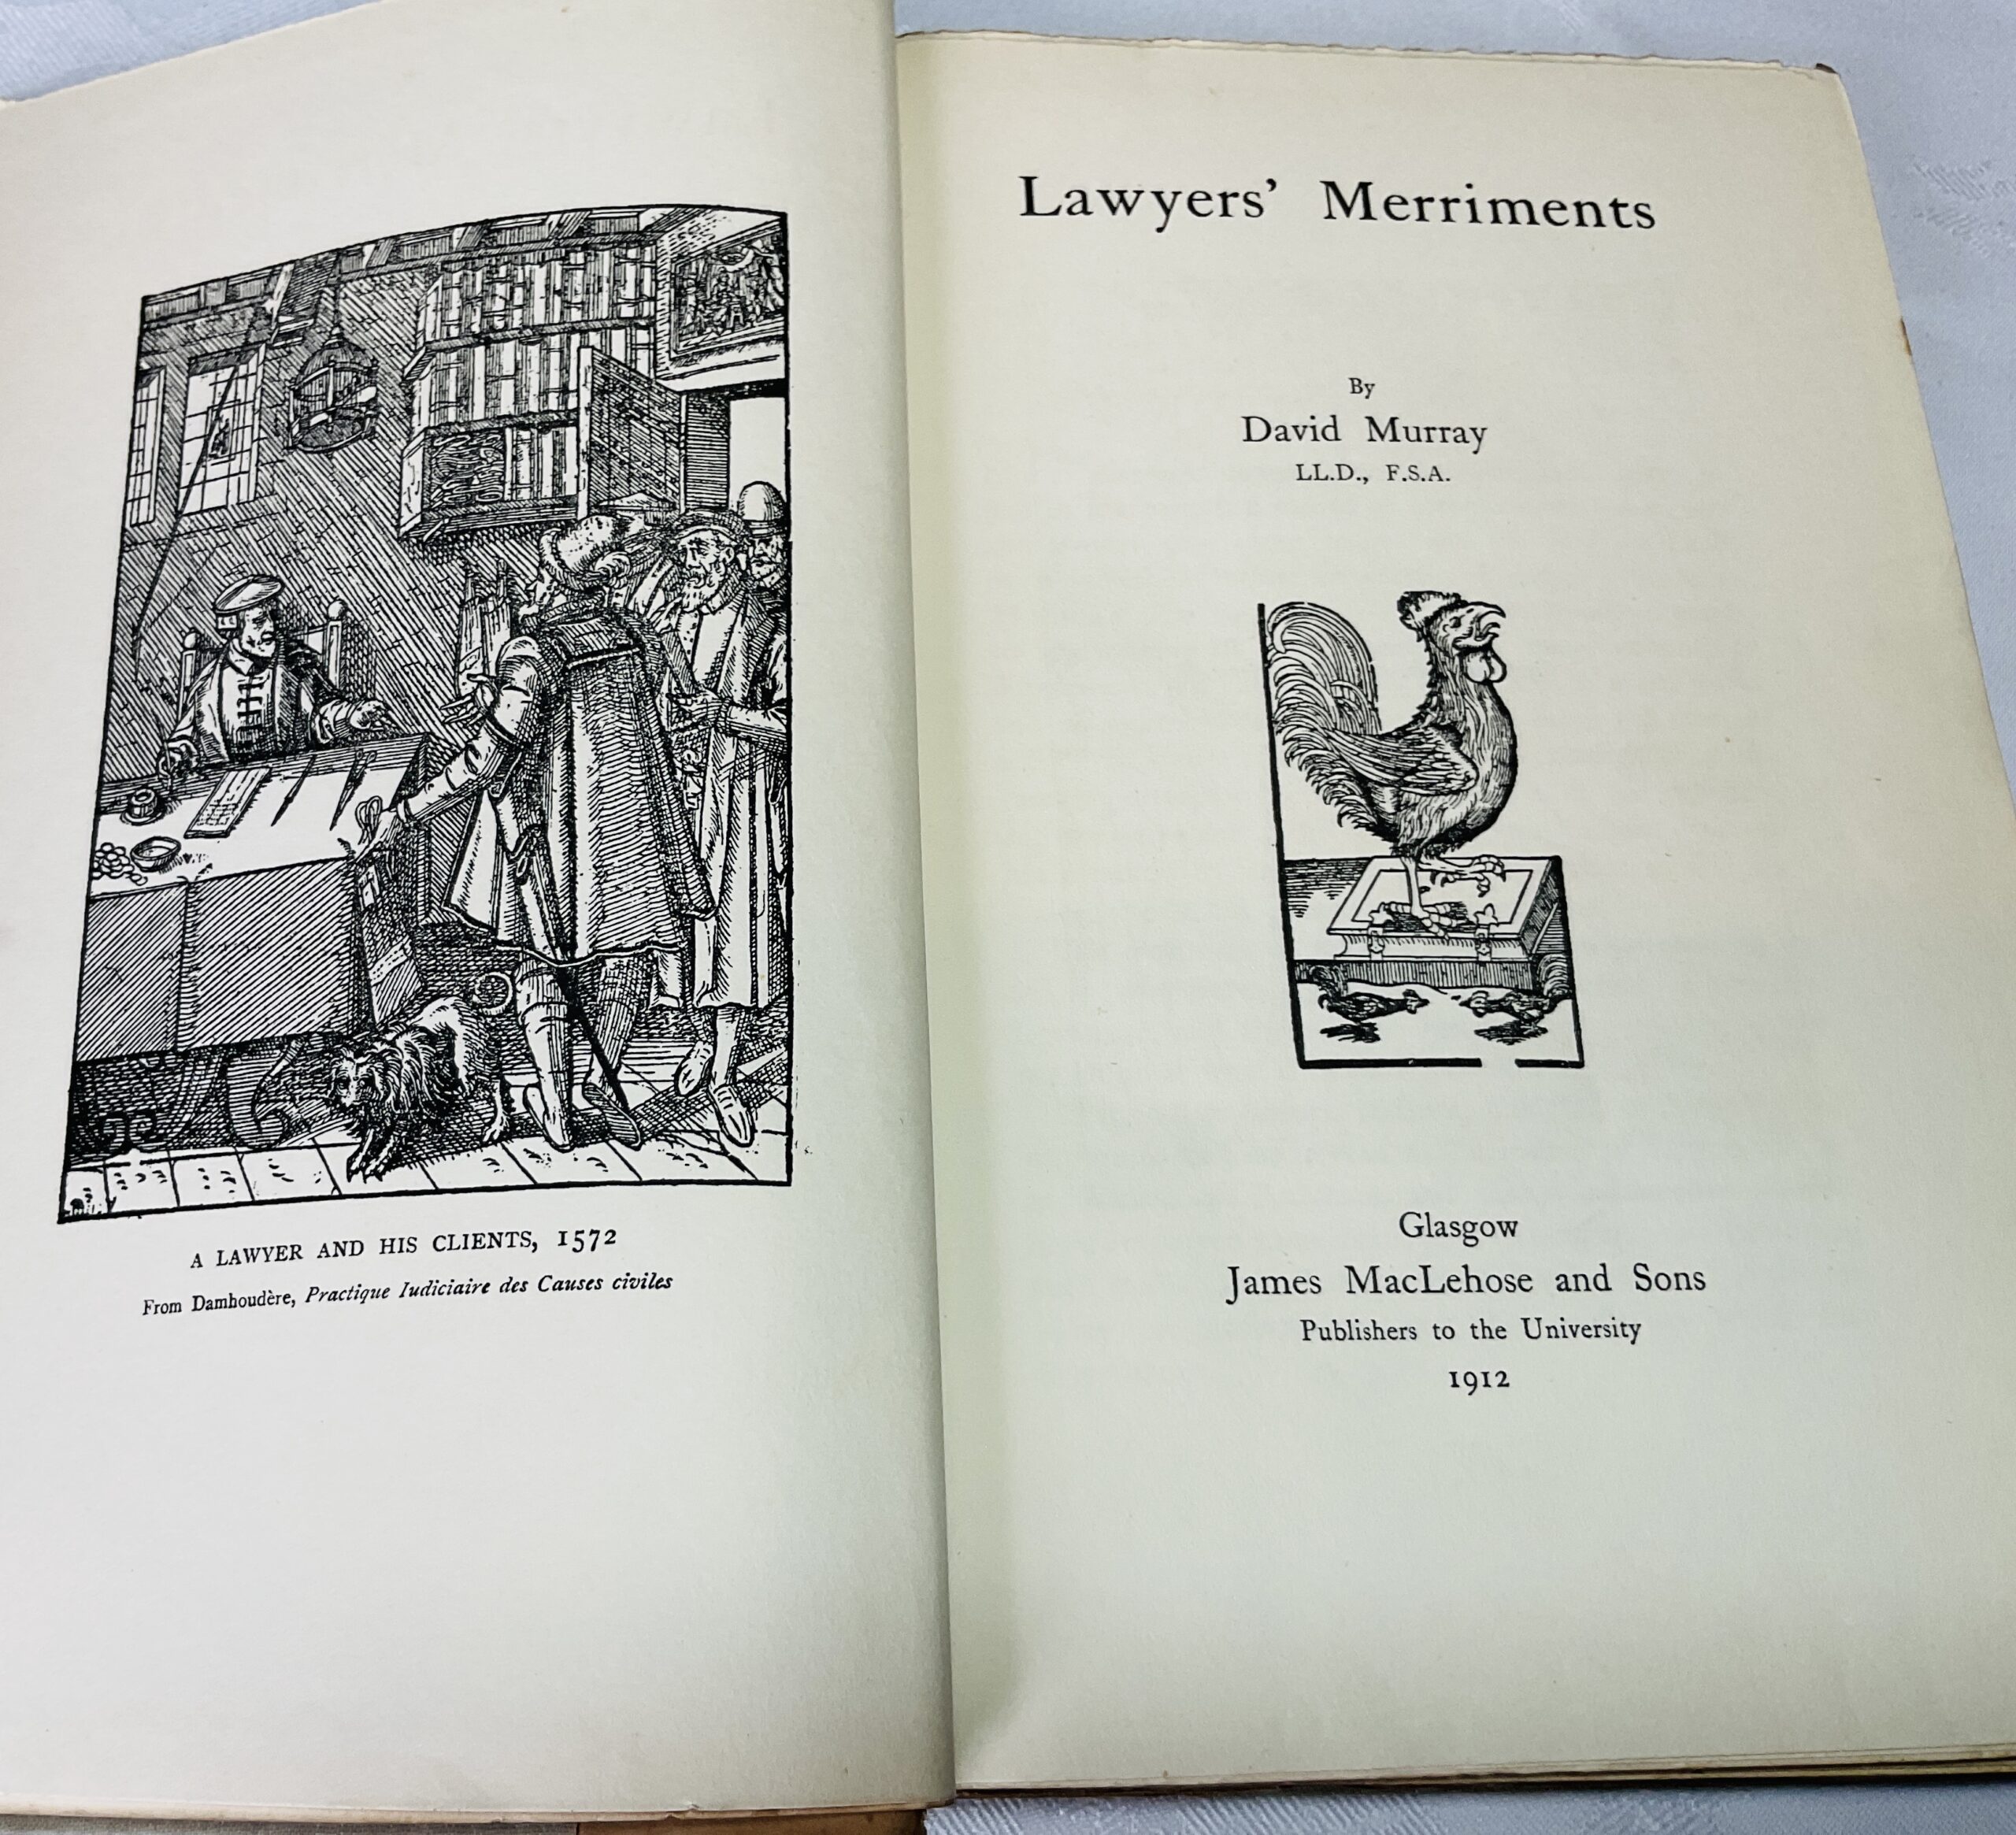 A LAWYER AND HIS CLIENTS, 1572
From Damhoudère, Practique Iudiciaire des Causes civiles
Lawyers' Merriments
By
David Murray
LL.D., F.S.A.
Glasgow
James MacLehose and Sons
Publishers to the University
1912